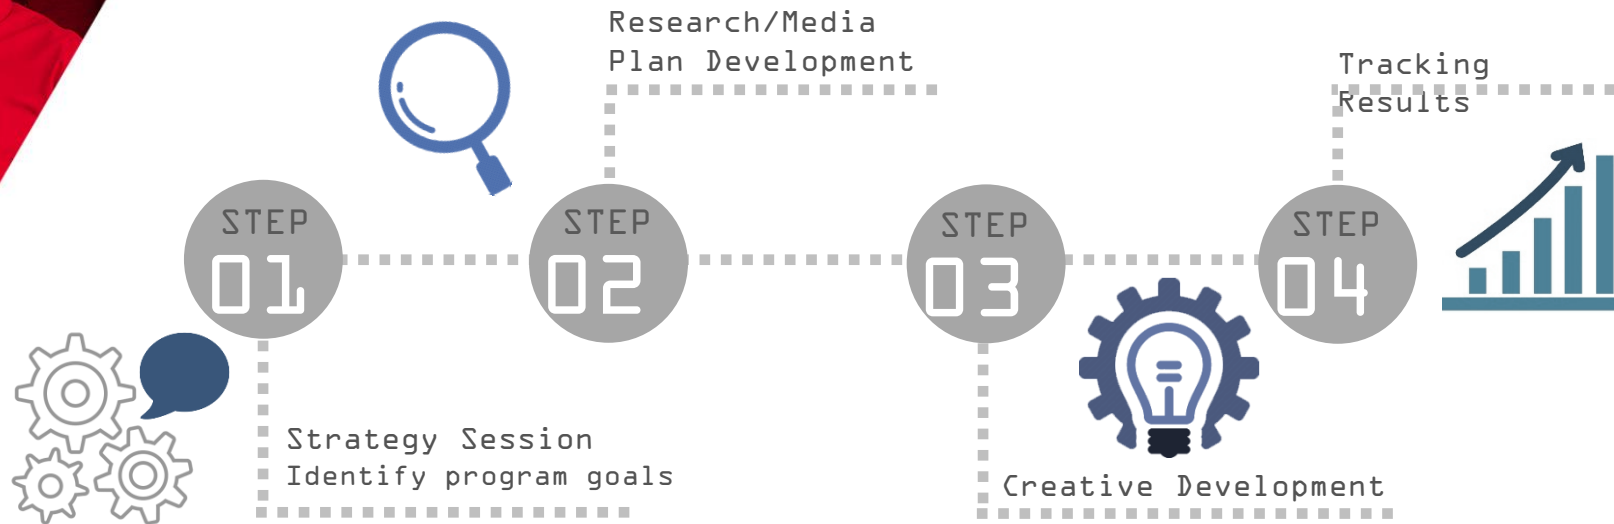 Research/Media
Plan Development
Tracking
Results
STEP
01
STEP
02
STEP
03
STEP
04
Strategy Session
Identify program goals
Creative Development